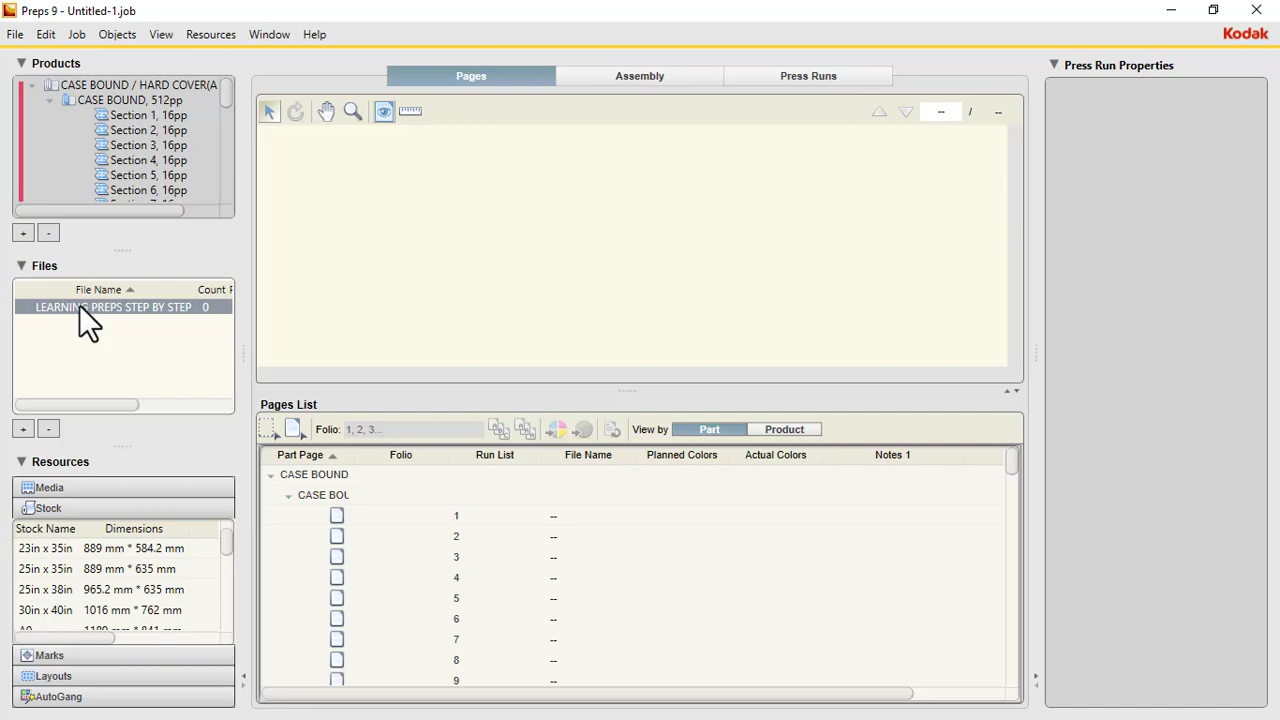 Preps 9 - Untitled-1.job
File Edit Job Objects View Resources Window Help
Kodak
Products
CASE BOUND / HARD COVER(A
CASE BOUND, 512pp
Section 1, 16pp
Section 2, 16pp
Section 3, 16pp
Section 4, 16pp
Section 5, 16pp
Section 6, 16pp
+ -
Files
File Name Count
LEARNING PREPS STEP BY STEP 0
+ -
Resources
Media
Stock
Stock Name Dimensions
23in x 35in 889 mm * 584.2 mm
25in x 35in 889 mm * 635 mm
25in x 38in 965.2 mm * 635 mm
30in x 40in 1016 mm * 762 mm
Marks
Layouts
AutoGang
Pages Assembly Press Runs
-- / --
Pages List
Folio: 1, 2, 3... View by Part Product
Part Page Folio Run List File Name Planned Colors Actual Colors Notes 1
CASE BOUND
CASE BOU
1 --
2 --
3 --
4 --
5 --
6 --
7 --
8 --
9 --
Press Run Properties